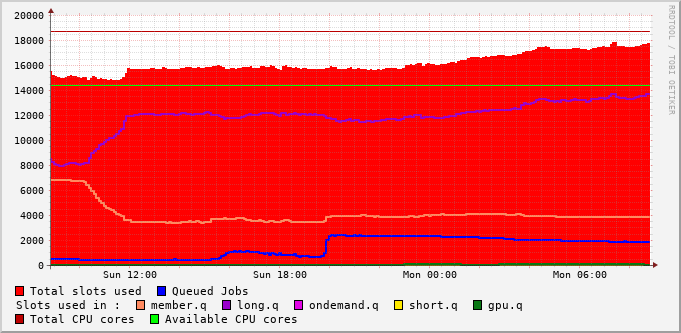 20000
18000
16000
14000
12000
10000
8000
6000
4000
2000
0
Sun 12:00 Sun 18:00 Mon 00:00 Mon 06:00
Total slots used Queued Jobs
Slots used in : member.q long.q ondemand.q short.q gpu.q
Total CPU cores Available CPU cores
RRDTOOL / TOBI OETIKER